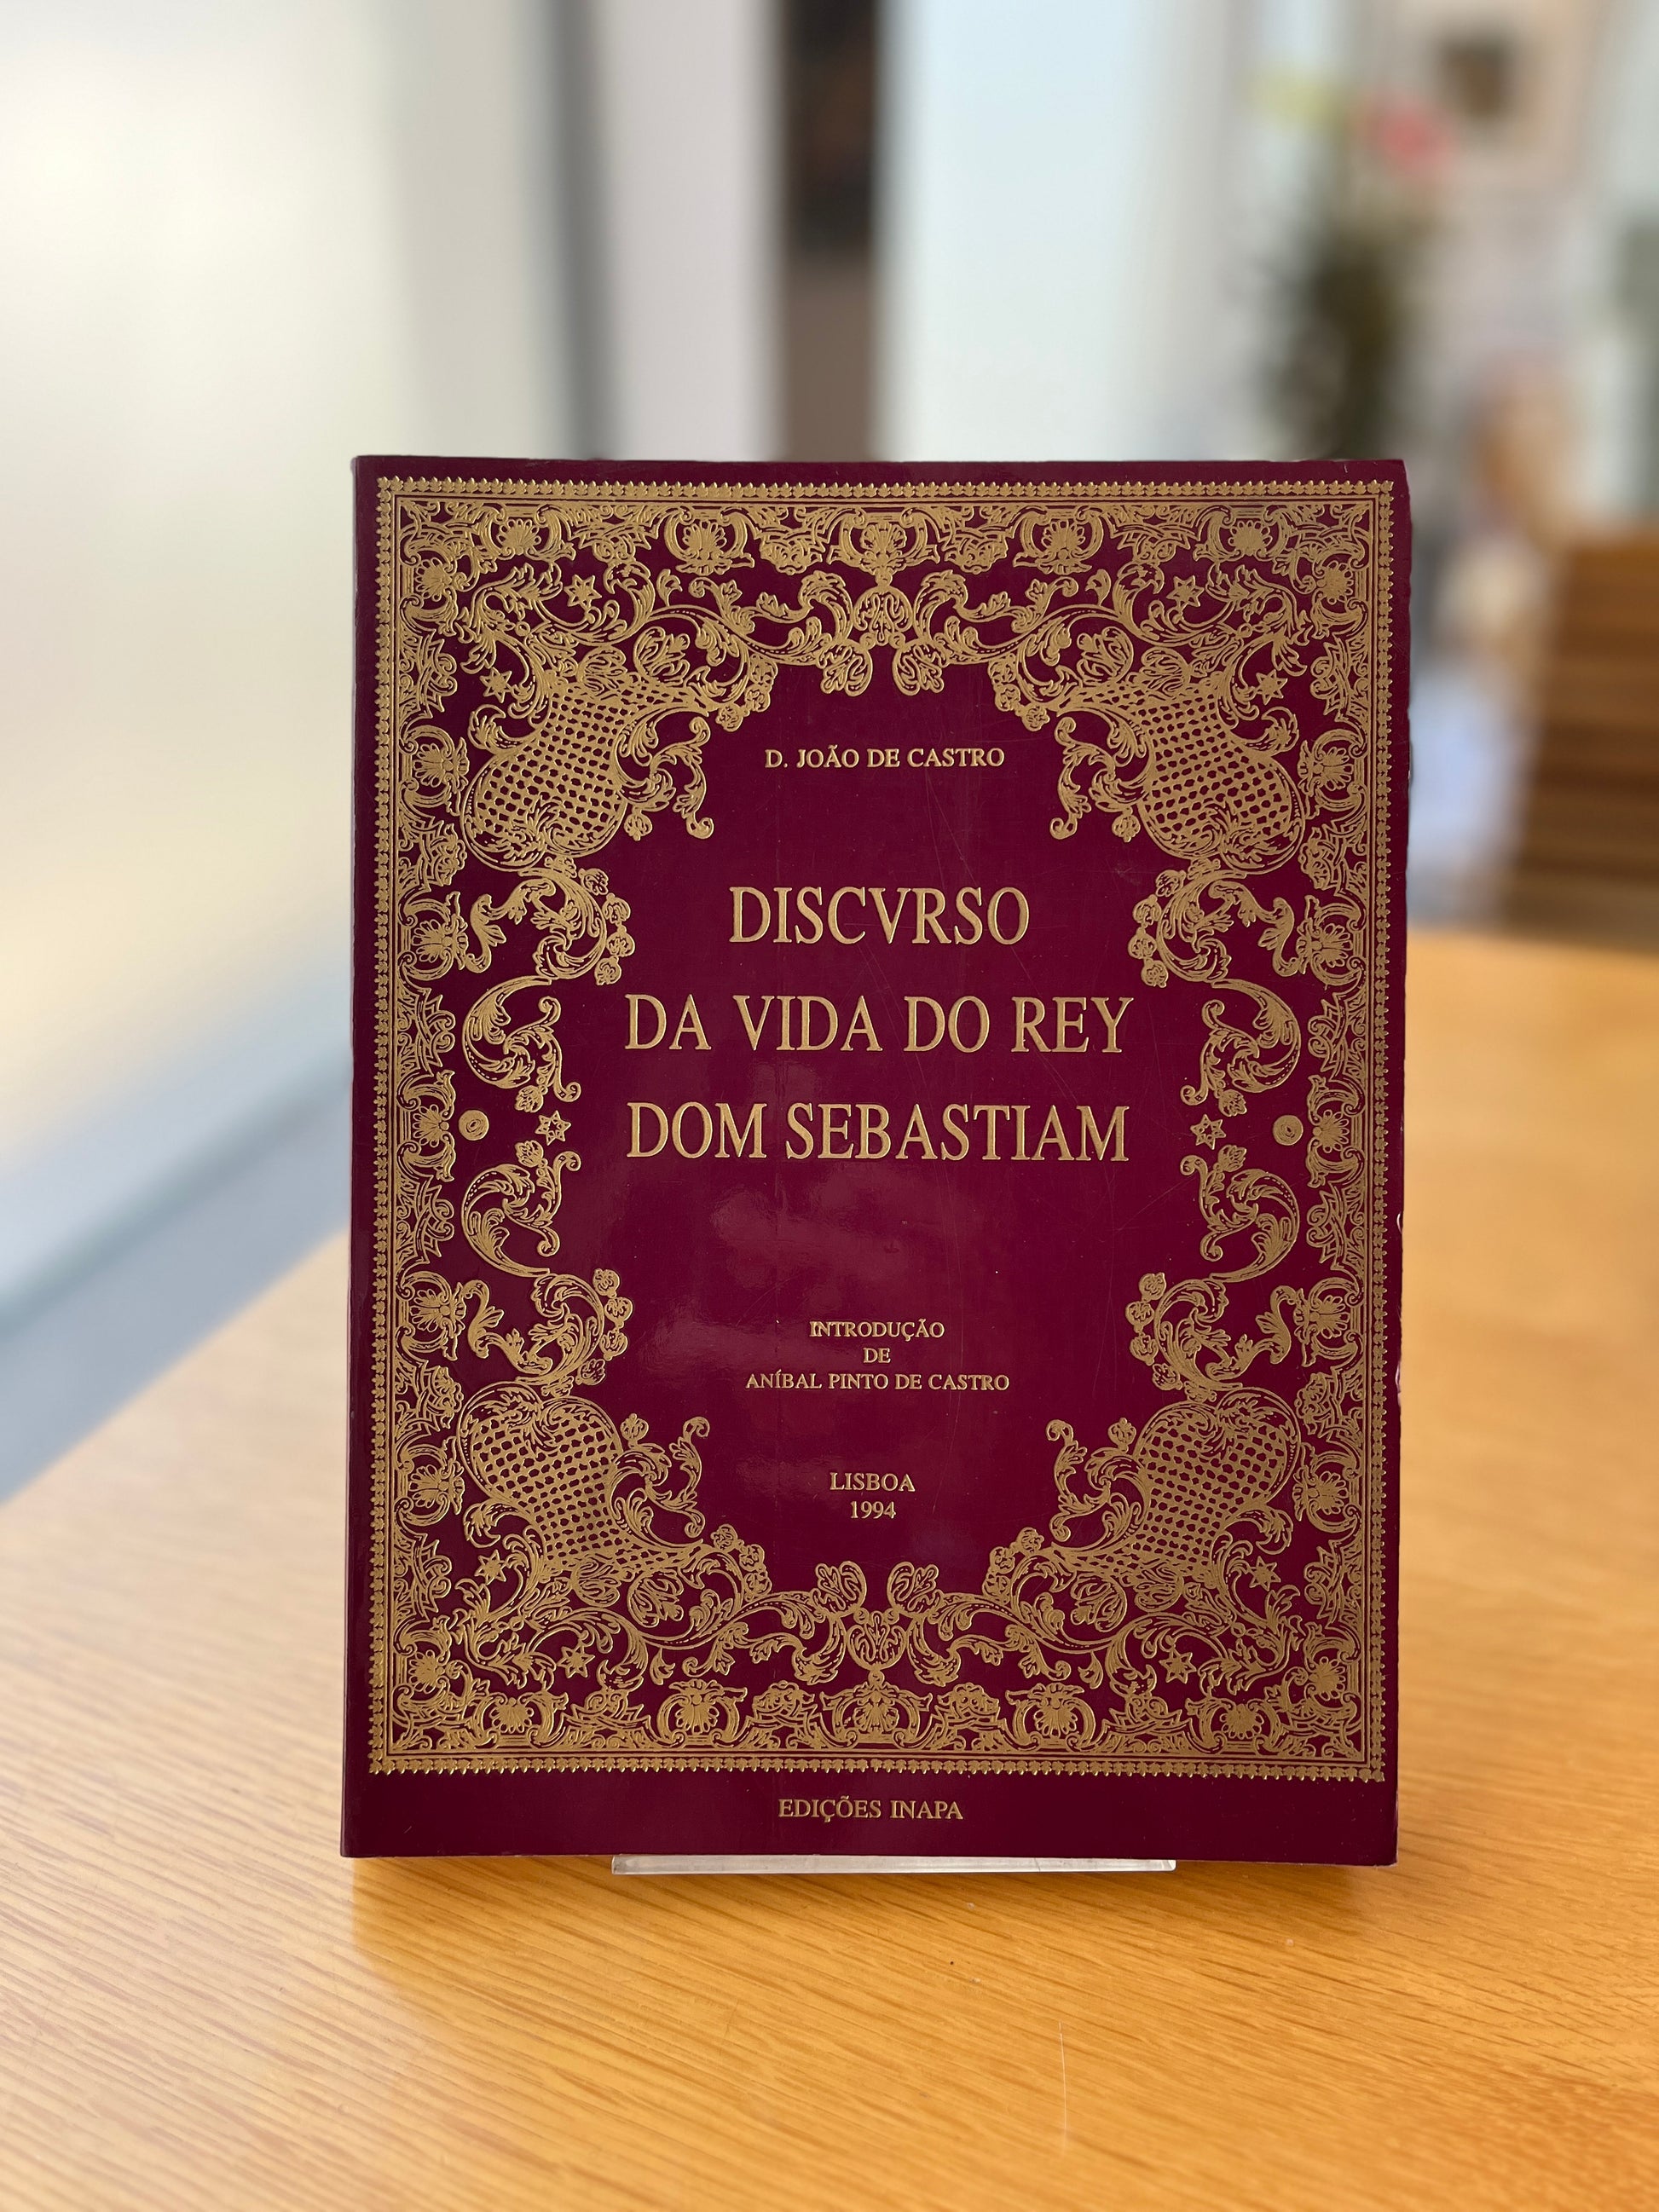 D. JOÃO DE CASTRO
DISCVRSO
DA VIDA DO REY
DOM SEBASTIAM
INTRODUÇÃO
DE
ANÍBAL PINTO DE CASTRO
LISBOA
1994
EDIÇÕES INAPA